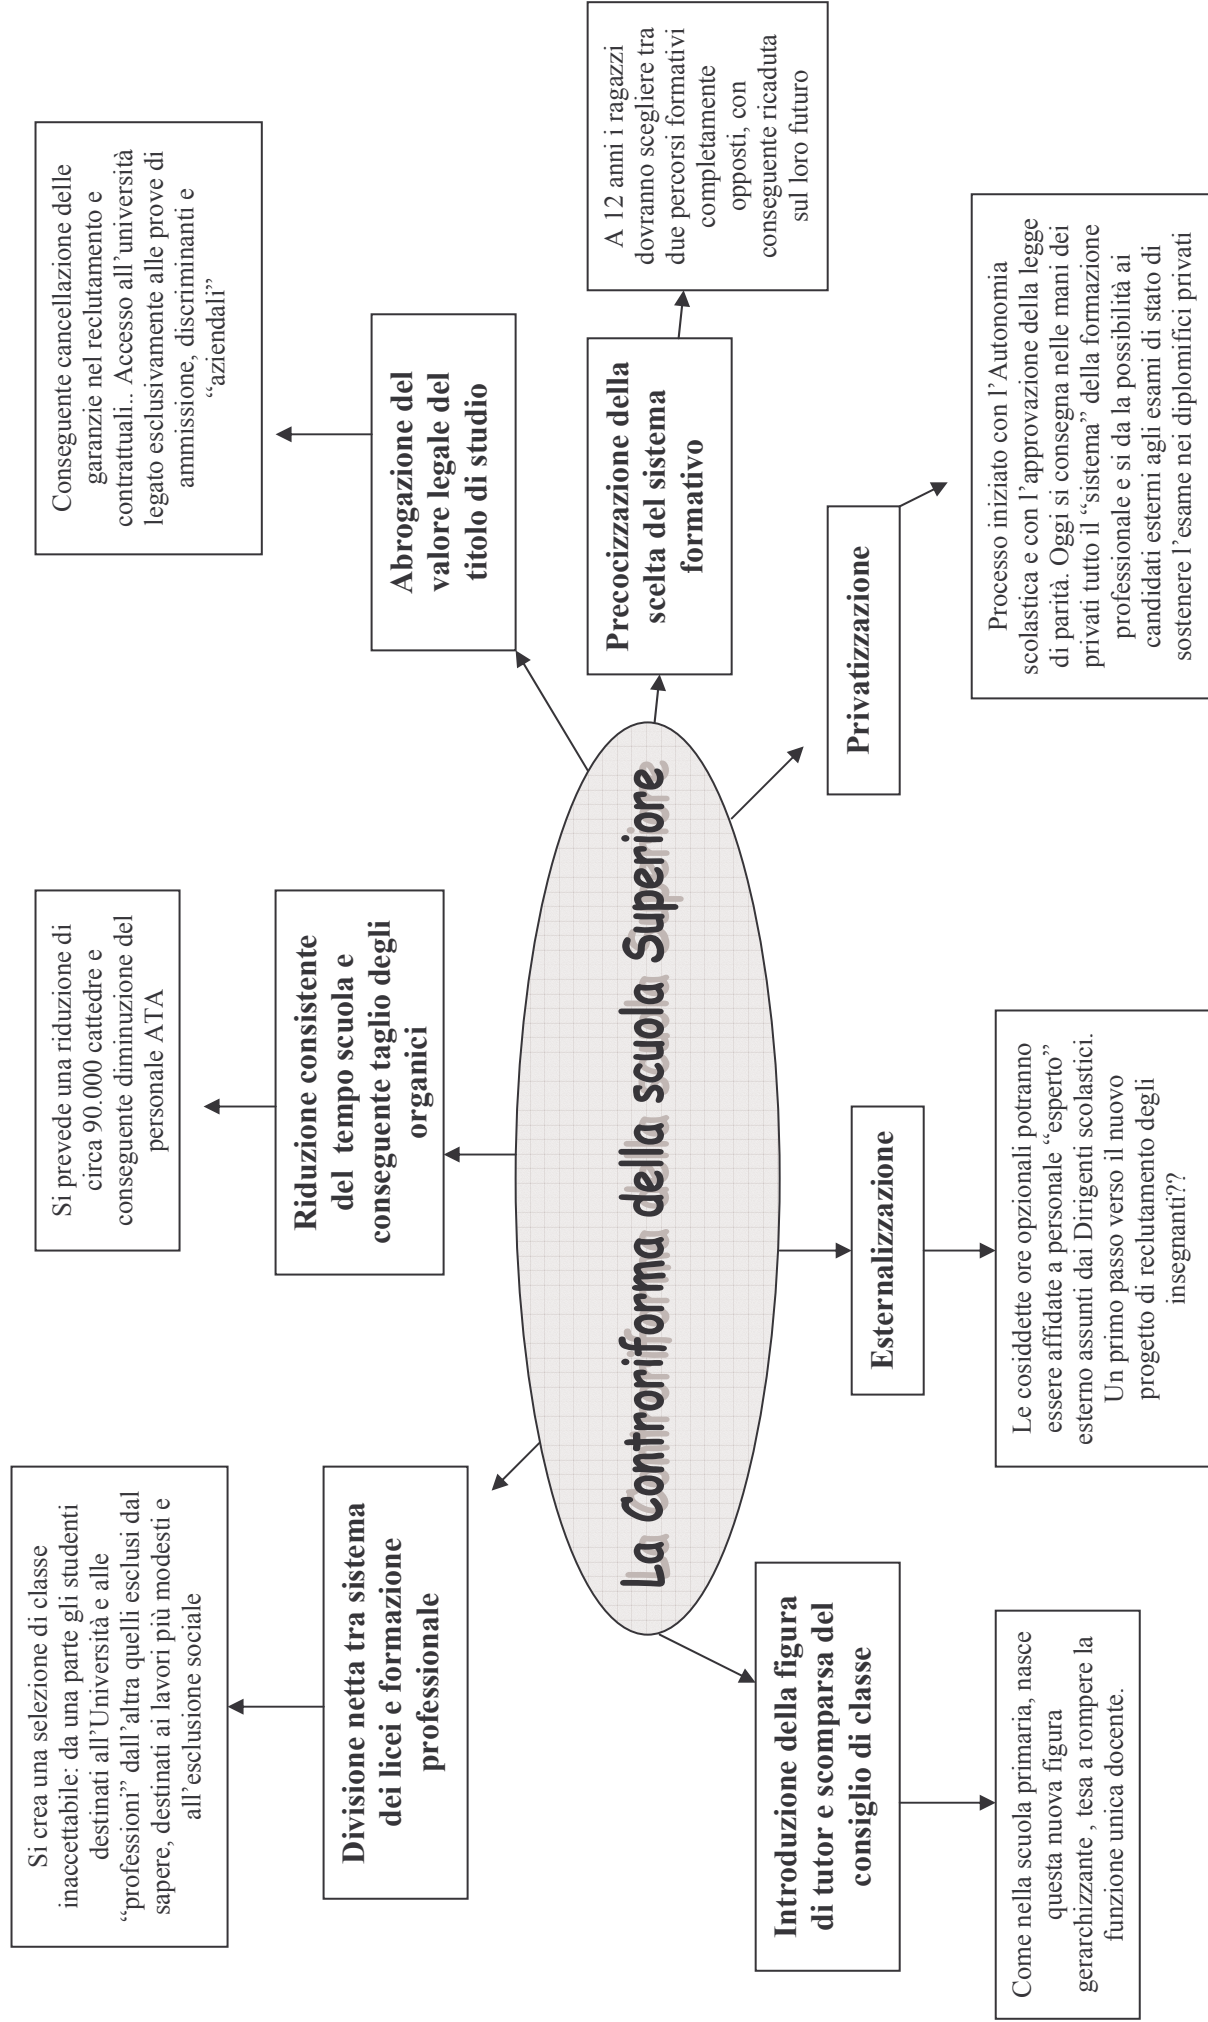 Si crea una selezione di classe
inaccettabile: da una parte gli studenti
destinati all'Università e alle
“professioni” dall'altra quelli esclusi dal
sapere, destinati ai lavori più modesti e
all'esclusione sociale
Divisione netta tra sistema
dei licei e formazione
professionale
Si prevede una riduzione di
circa 90.000 cattedre e
conseguente diminuzione del
personale ATA
Riduzione consistente
del tempo scuola e
conseguente taglio degli
organici
Conseguente cancellazione delle
garanzie nel reclutamento e
contrattuali.. Accesso all'università
legato esclusivamente alle prove di
ammissione, discriminanti e
“aziendali”
Abrogazione del
valore legale del
titolo di studio
La Controriforma della scuola Superiore
Precocizzazione della
scelta del sistema
formativo
A 12 anni i ragazzi
dovranno scegliere tra
due percorsi formativi
completamente
opposti, con
conseguente ricaduta
sul loro futuro
Introduzione della figura
di tutor e scomparsa del
consiglio di classe
Come nella scuola primaria, nasce
questa nuova figura
gerarchizzante , tesa a rompere la
funzione unica docente.
Esternalizzazione
Le cosiddette ore opzionali potranno
essere affidate a personale “esperto”
esterno assunti dai Dirigenti scolastici.
Un primo passo verso il nuovo
progetto di reclutamento degli
insegnanti??
Privatizzazione
Processo iniziato con l'Autonomia
scolastica e con l'approvazione della legge
di parità. Oggi si consegna nelle mani dei
privati tutto il “sistema” della formazione
professionale e si da la possibilità ai
candidati esterni agli esami di stato di
sostenere l'esame nei diplomifici privati